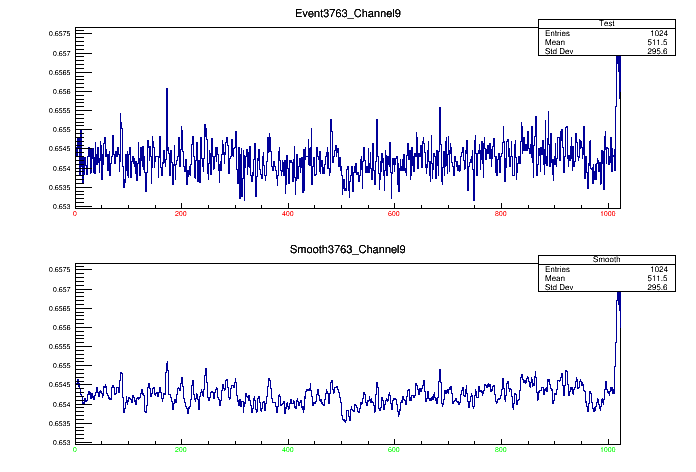 Event3763_Channel9
Test
Entries 1024
Mean 511.5
Std Dev 295.6
0.6575
0.657
0.6565
0.656
0.6555
0.655
0.6545
0.654
0.6535
0.653
0 200 400 600 800 1000
Smooth3763_Channel9
Smooth
Entries 1024
Mean 511.5
Std Dev 295.6
0.6575
0.657
0.6565
0.656
0.6555
0.655
0.6545
0.654
0.6535
0.653
0 200 400 600 800 1000